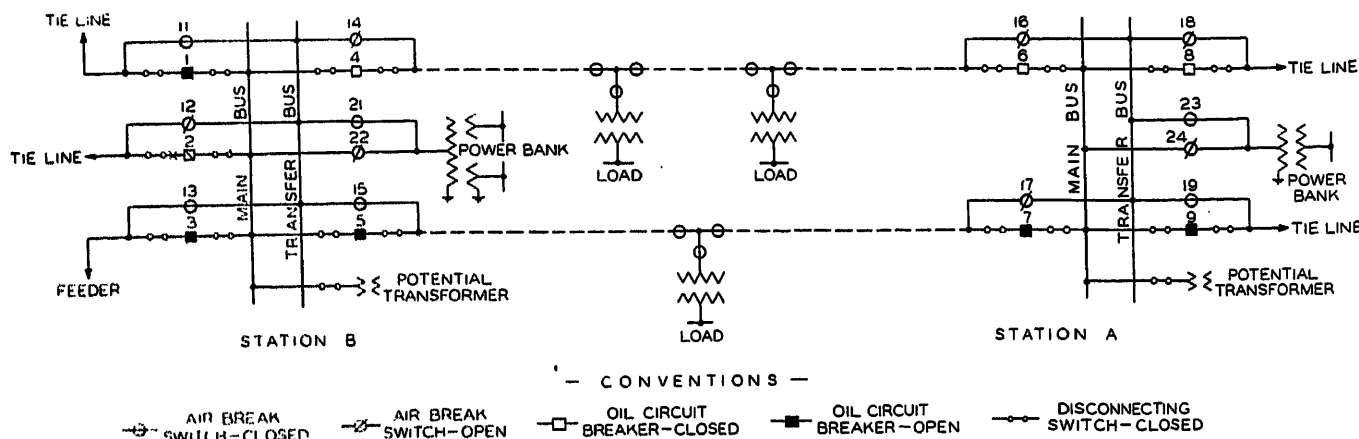 TIE LINE
11
14
1
4
12
21
2
22
TIE LINE
POWER BANK
13
15
3
5
FEEDER
MAIN BUS
TRANSFER BUS
POTENTIAL
TRANSFORMER
STATION B
LOAD
LOAD
LOAD
16
18
6
8
TIE LINE
23
24
POWER
BANK
17
19
7
9
TIE LINE
MAIN BUS
TRANSFER BUS
POTENTIAL
TRANSFORMER
STATION A
— CONVENTIONS —
AIR BREAK
SWITCH-CLOSED
AIR BREAK
SWITCH-OPEN
OIL CIRCUIT
BREAKER-CLOSED
OIL CIRCUIT
BREAKER-OPEN
DISCONNECTING
SWITCH-CLOSED